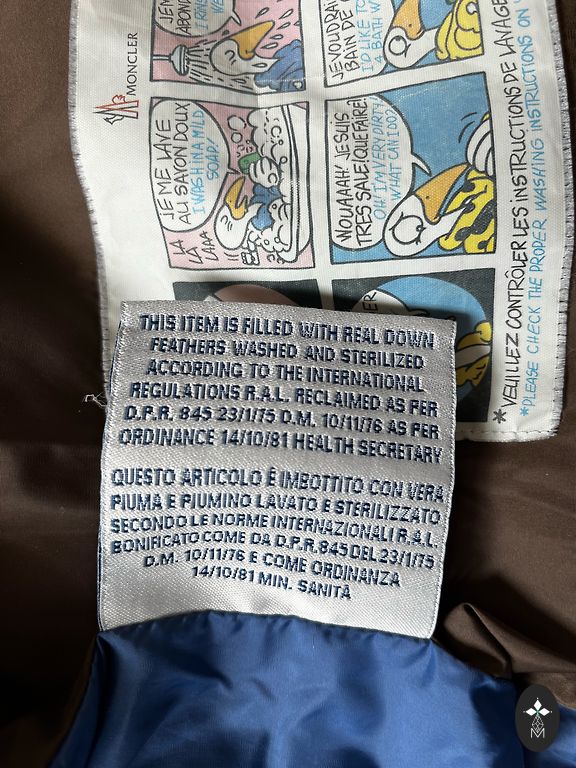 MONCLER
JE ME LAVE
AU SAVON DOUX
I WASH IN A MILD
SOAP!
LA
LA
LALA
JEVOUDRAI
BAIN DE
I'D LIKE TO
4 BATH W
NOUAAAH! JE SUIS
TRES SALE! QUE FAIRE!
OH I'M VERY DIRTY
WHAT CAN I DO??
*VEUILLEZ CONTRÔLER LES INSTRUCTIONS DE LAVAGE
*PLEASE CHECK THE PROPER WASHING INSTRUCTIONS ON
THIS ITEM IS FILLED WITH REAL DOWN
FEATHERS WASHED AND STERILIZED
ACCORDING TO THE INTERNATIONAL
REGULATIONS R.A.L. RECLAIMED AS PER
D.P.R. 845 23/1/75 D.M. 10/11/76 AS PER
ORDINANCE 14/10/81 HEALTH SECRETARY
QUESTO ARTICOLO È IMBOTTITO CON VERA
PIUMA E PIUMINO LAVATO E STERILIZZATO
SECONDO LE NORME INTERNAZIONALI R.A.L.
BONIFICATO COME DA D.P.R. 845 DEL 23/1/75
D.M. 10/11/76 E COME ORDINANZA
14/10/81 MIN. SANITÀ